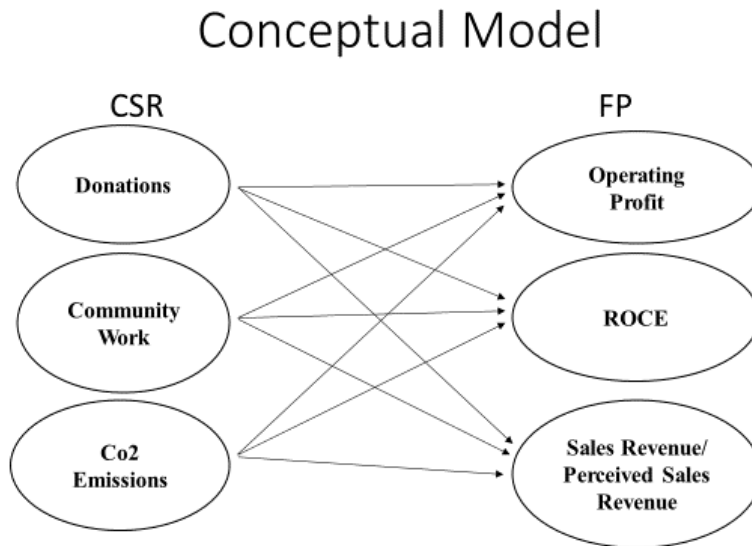 Conceptual Model
CSR
FP
Donations
Operating
Profit
Community
Work
ROCE
Co2
Emissions
Sales Revenue/
Perceived Sales
Revenue